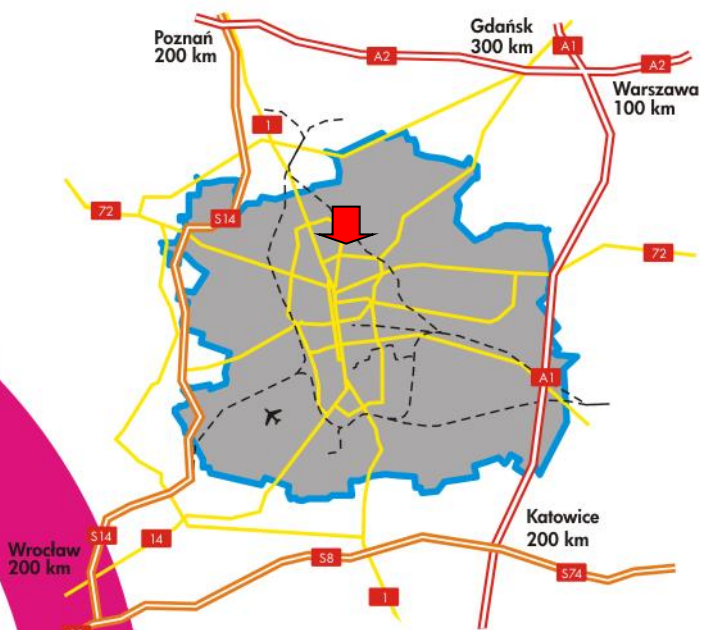 Poznań
200 km
Gdańsk
300 km
A1
A2
A2
Warszawa
100 km
1
72
S14
72
A1
S14
14
Wrocław
200 km
Katowice
200 km
S8
S74
1